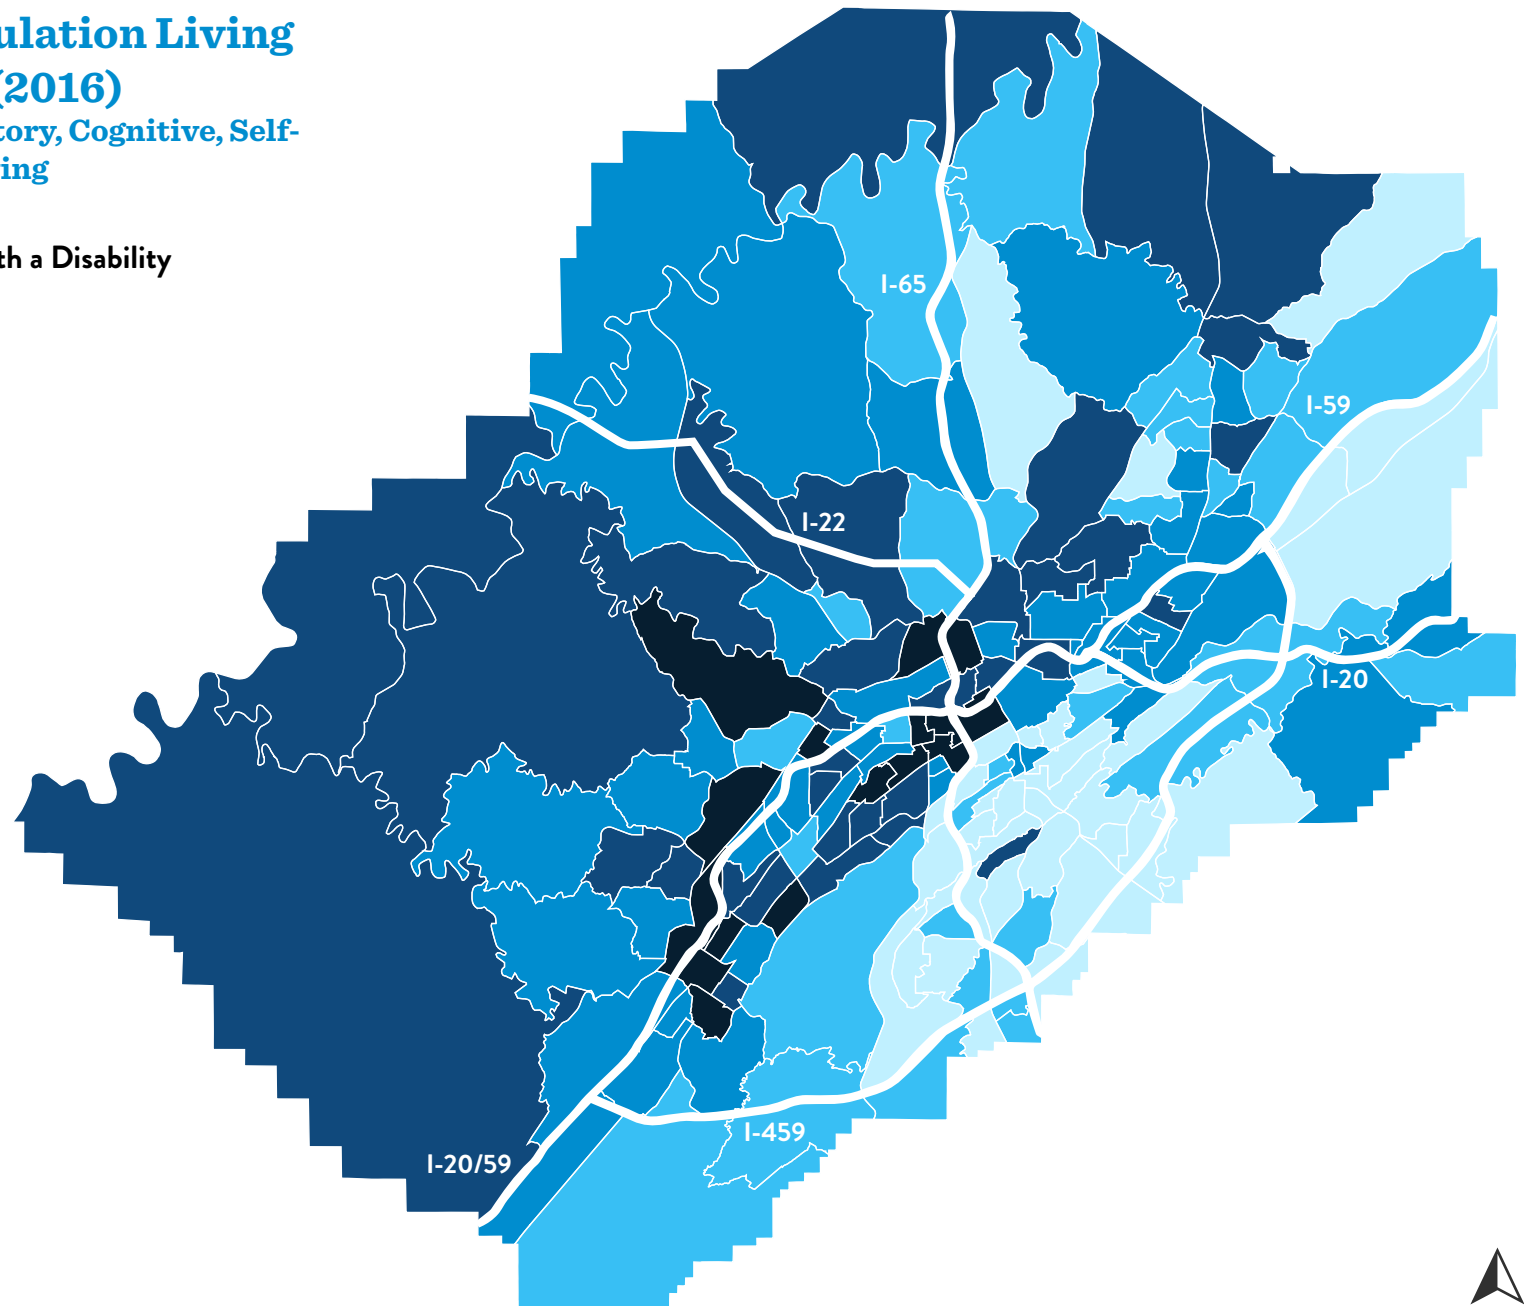 ulation Living
(2016)
tory, Cognitive, Self-
ing
th a Disability
I-65
I-59
I-22
I-20
I-459
I-20/59